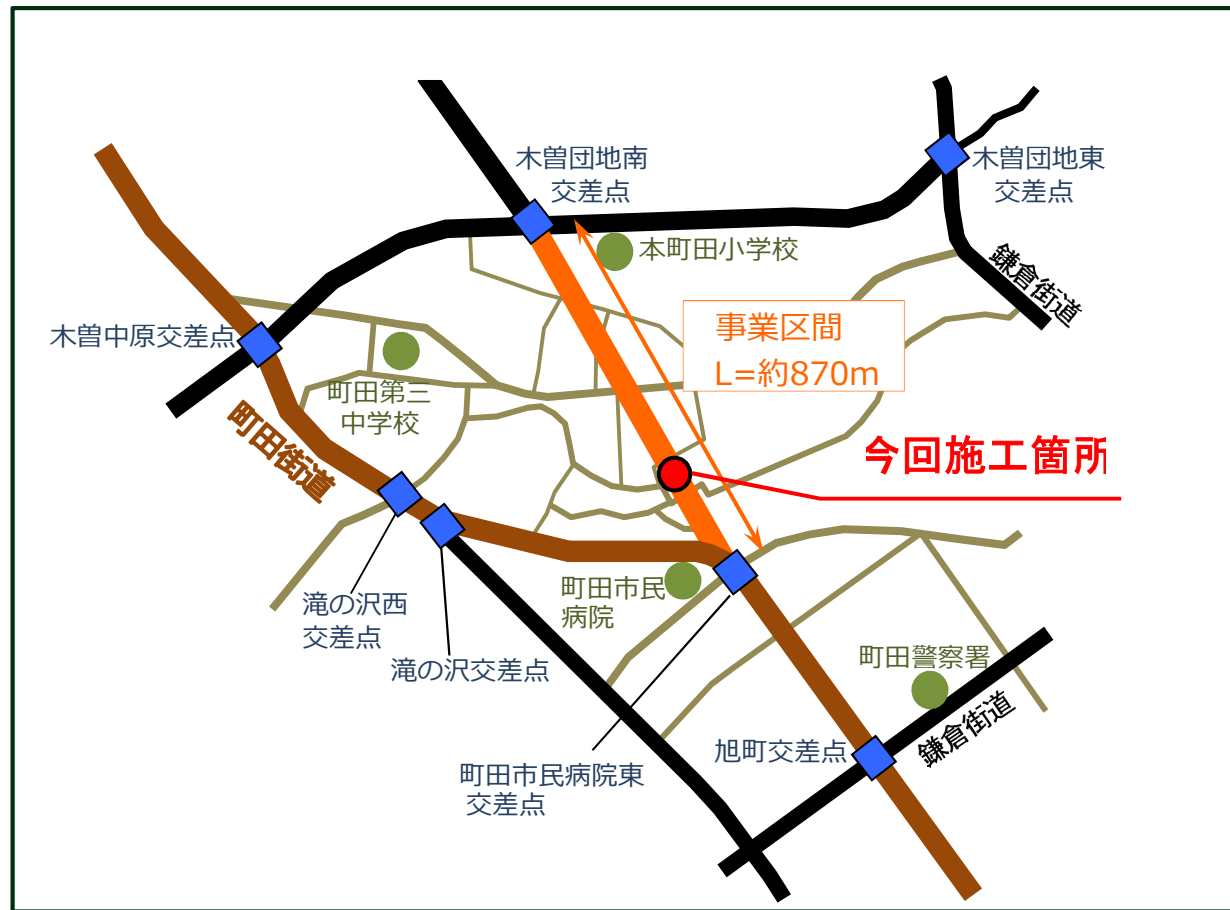 木曽団地南
交差点
木曽団地東
交差点
本町田小学校
鎌倉街道
木曽中原交差点
事業区間
L=約870m
町田第三
中学校
町田街道
今回施工箇所
町田市民
病院
滝の沢西
交差点
滝の沢交差点
町田警察署
鎌倉街道
旭町交差点
町田市民病院東
交差点